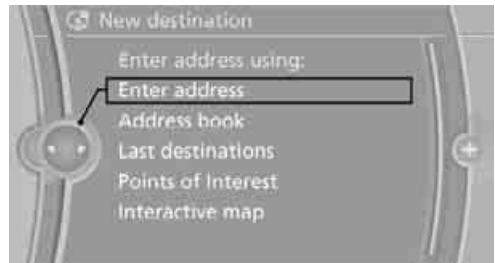 New destination
Enter address using:
Enter address
Address book
Last destinations
Points of Interest
Interactive map